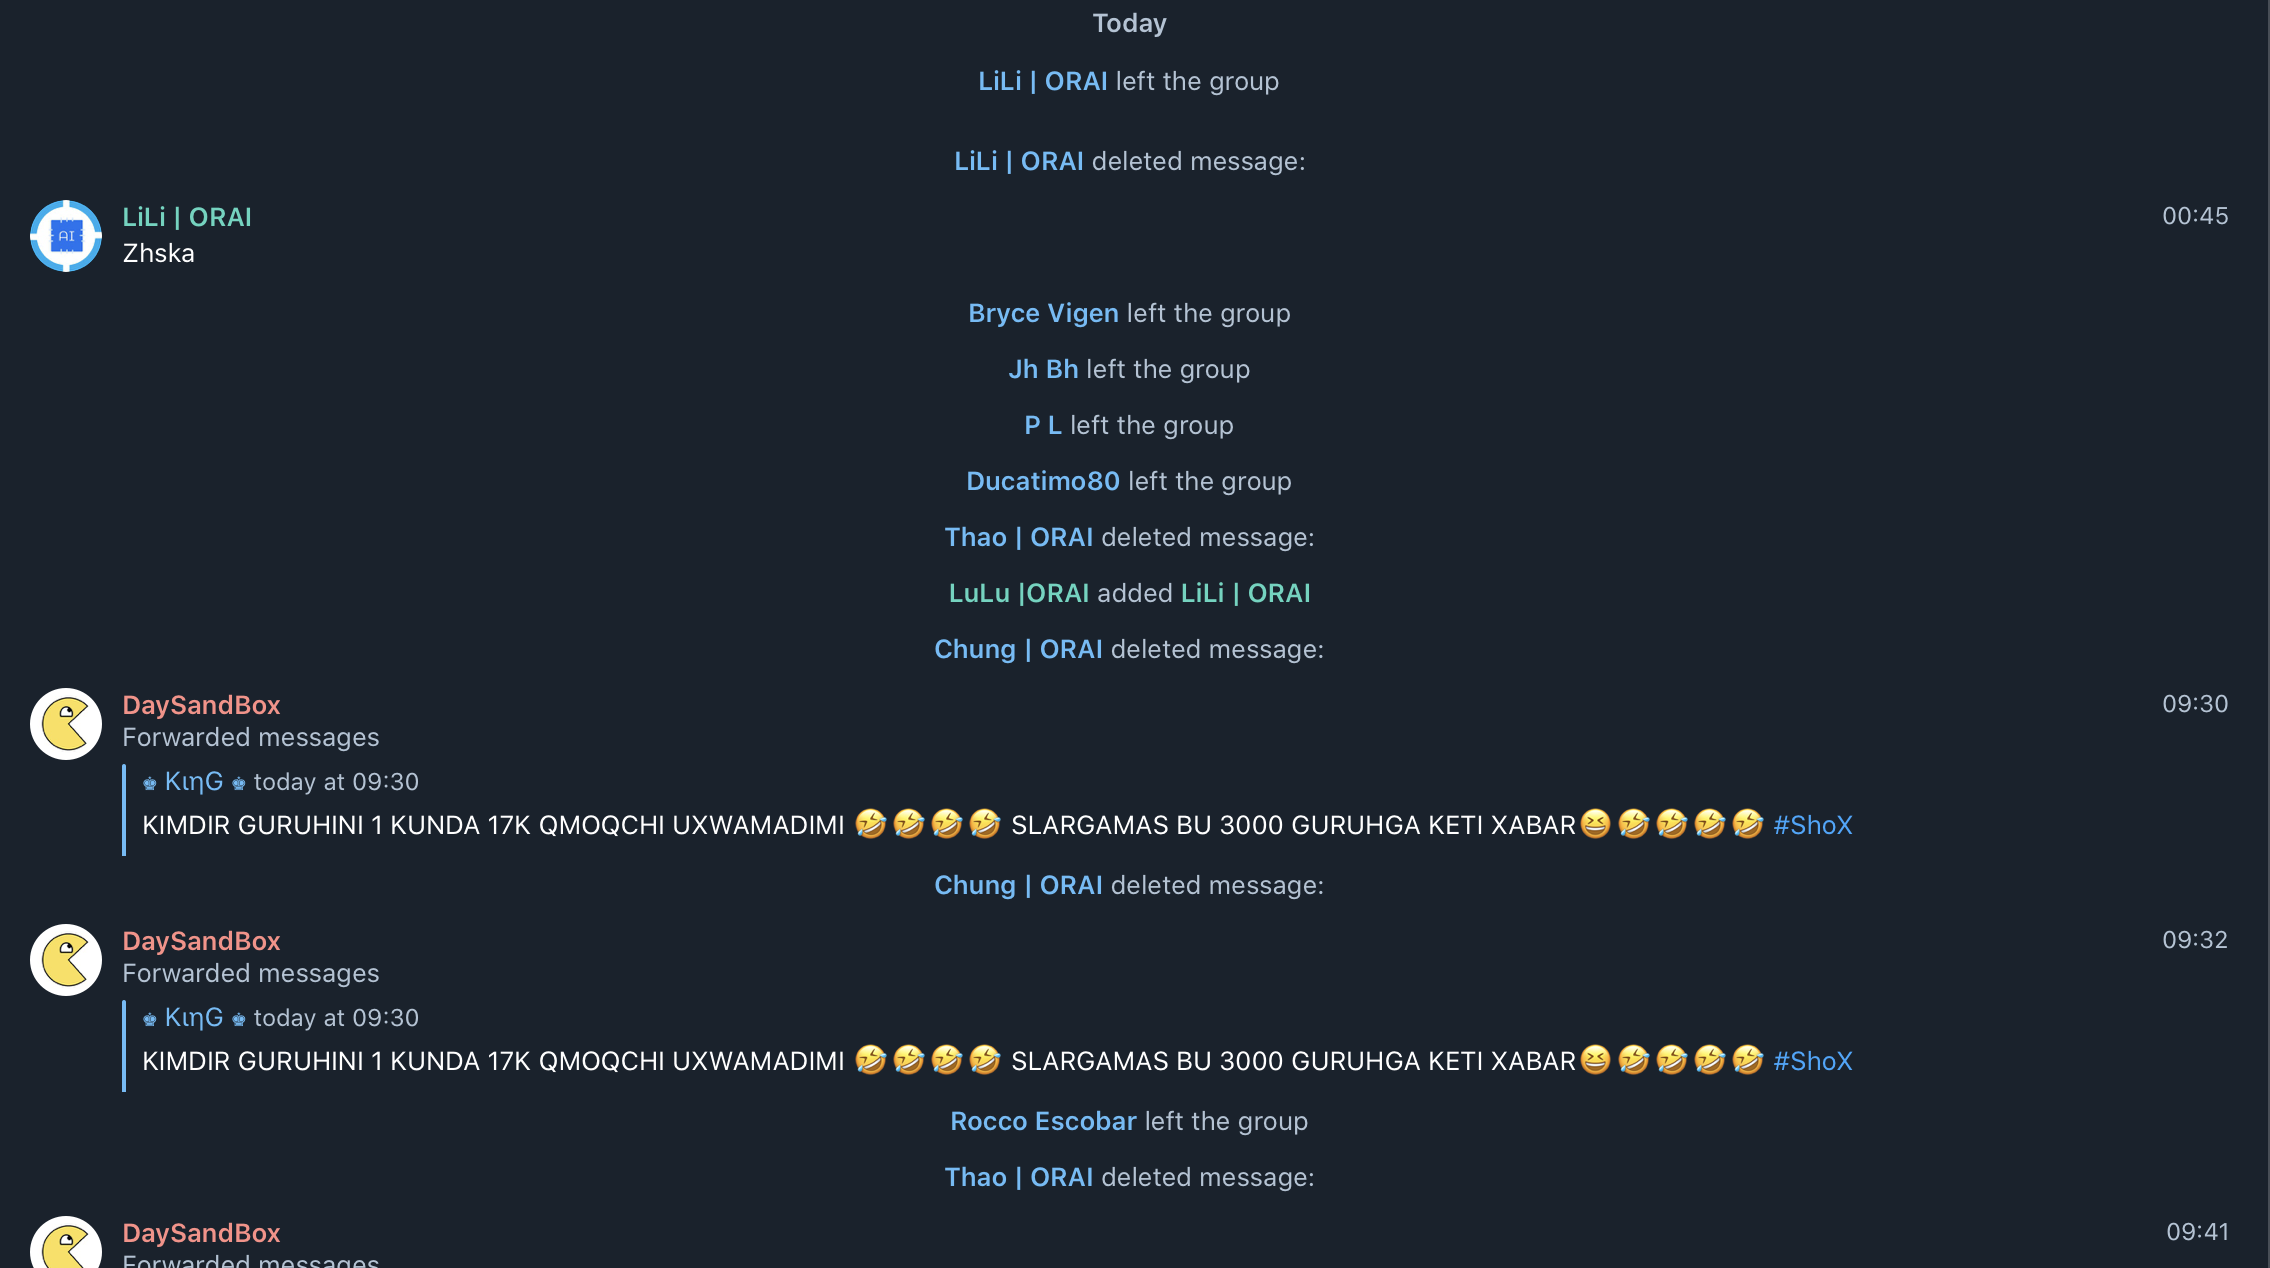 Today
LiLi | ORAI left the group
LiLi | ORAI deleted message:
LiLi | ORAI 00:45
AI
Zhska
Bryce Vigen left the group
Jh Bh left the group
P L left the group
Ducatimo80 left the group
Thao | ORAI deleted message:
LuLu |ORAI added LiLi | ORAI
Chung | ORAI deleted message:
DaySandBox 09:30
Forwarded messages
♚ KιηG ♚ today at 09:30
KIMDIR GURUHINI 1 KUNDA 17K QMOQCHI UXWAMADIMI 🤣🤣🤣🤣 SLARGAMAS BU 3000 GURUHGA KETI XABAR😆🤣🤣🤣🤣 #ShoX
Chung | ORAI deleted message:
DaySandBox 09:32
Forwarded messages
♚ KιηG ♚ today at 09:30
KIMDIR GURUHINI 1 KUNDA 17K QMOQCHI UXWAMADIMI 🤣🤣🤣🤣 SLARGAMAS BU 3000 GURUHGA KETI XABAR😆🤣🤣🤣🤣 #ShoX
Rocco Escobar left the group
Thao | ORAI deleted message:
DaySandBox 09:41
Forwarded messages